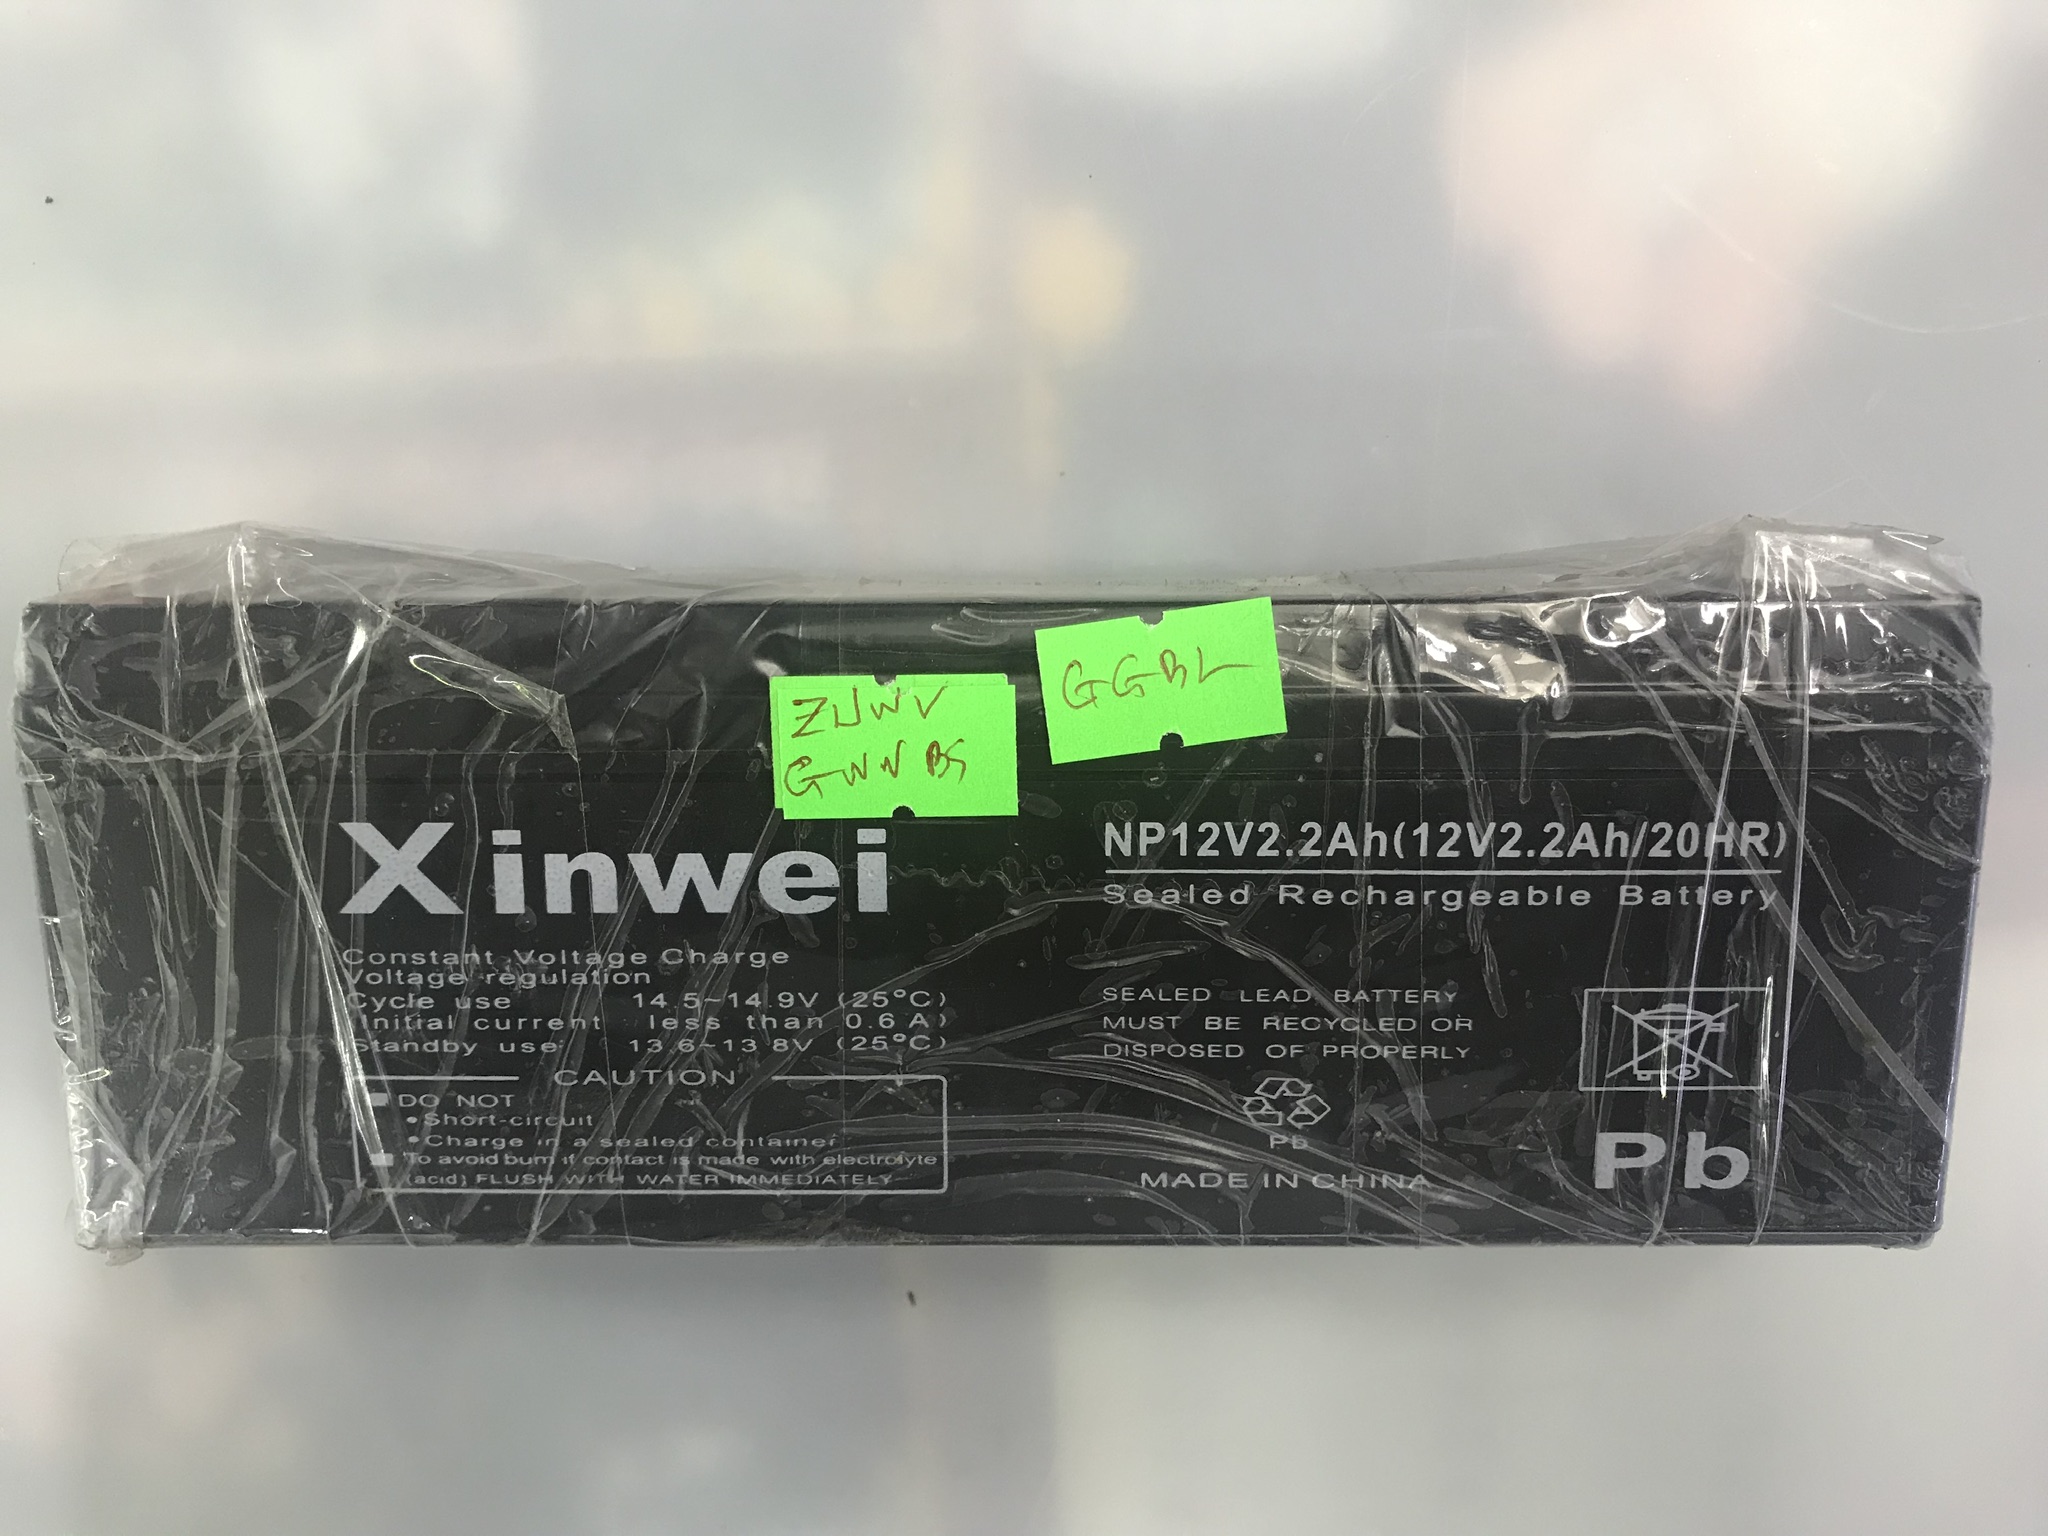 ZUWV
GWNBS
GGBL
Xinwei
Constant Voltage Charge
Voltage regulation
Cycle use 14.5~14.9V (25°C)
(Initial current less than 0.6A)
Standby use 13.6~13.8V (25°C)
CAUTION
DO NOT
•Short-circuit
•Charge in a sealed container
To avoid burn if contact is made with electrolyte
(acid) FLUSH WITH WATER IMMEDIATELY
NP12V2.2Ah(12V2.2Ah/20HR)
Sealed Rechargeable Battery
SEALED LEAD BATTERY
MUST BE RECYCLED OR
DISPOSED OF PROPERLY
Pb
MADE IN CHINA
Pb